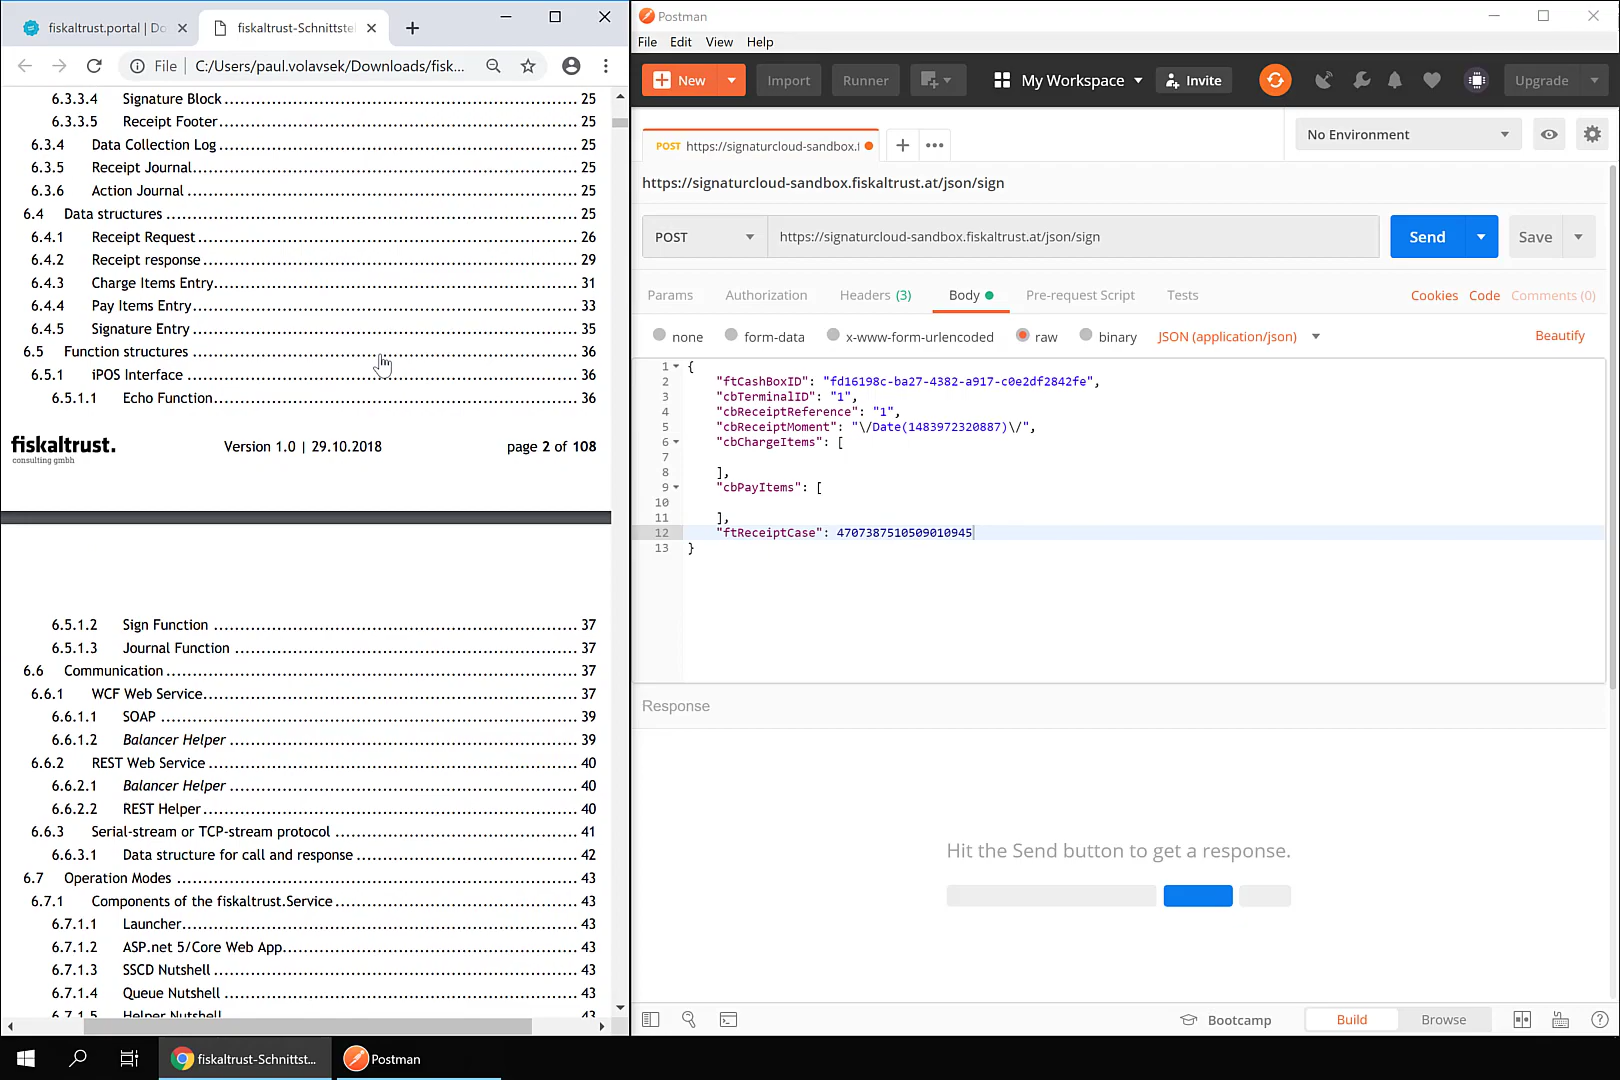 fiskaltrust.portal | Do
fiskaltrust-Schnittstel
File
C:/Users/paul.volavsek/Downloads/fisk...
6.3.3.4 Signature Block 25
6.3.3.5 Receipt Footer 25
6.3.4 Data Collection Log 25
6.3.5 Receipt Journal 25
6.3.6 Action Journal 25
6.4 Data structures 25
6.4.1 Receipt Request 26
6.4.2 Receipt response 29
6.4.3 Charge Items Entry 31
6.4.4 Pay Items Entry 33
6.4.5 Signature Entry 35
6.5 Function structures 36
6.5.1 iPOS Interface 36
6.5.1.1 Echo Function 36
fiskaltrust.
consulting gmbh
Version 1.0 | 29.10.2018
page 2 of 108
6.5.1.2 Sign Function 37
6.5.1.3 Journal Function 37
6.6 Communication 37
6.6.1 WCF Web Service 37
6.6.1.1 SOAP 39
6.6.1.2 Balancer Helper 39
6.6.2 REST Web Service 40
6.6.2.1 Balancer Helper 40
6.6.2.2 REST Helper 40
6.6.3 Serial-stream or TCP-stream protocol 41
6.6.3.1 Data structure for call and response 42
6.7 Operation Modes 43
6.7.1 Components of the fiskaltrust.Service 43
6.7.1.1 Launcher 43
6.7.1.2 ASP.net 5/Core Web App 43
6.7.1.3 SSCD Nutshell 43
6.7.1.4 Queue Nutshell 43
6.7.1.5 Helper Nutshell 43
Postman
File Edit View Help
New Import Runner My Workspace Invite Upgrade
POST https://signaturcloud-sandbox.f
No Environment
https://signaturcloud-sandbox.fiskaltrust.at/json/sign
POST https://signaturcloud-sandbox.fiskaltrust.at/json/sign Send Save
Params Authorization Headers (3) Body Pre-request Script Tests Cookies Code Comments (0)
none form-data x-www-form-urlencoded raw binary JSON (application/json) Beautify
1 {
2 "ftCashBoxID": "fd16198c-ba27-4382-a917-c0e2df2842fe",
3 "cbTerminalID": "1",
4 "cbReceiptReference": "1",
5 "cbReceiptMoment": "\/Date(1483972320887)\/",
6 "cbChargeItems": [
7
8 ],
9 "cbPayItems": [
10
11 ],
12 "ftReceiptCase": 4707387510509010945
13 }
Response
Hit the Send button to get a response.
Bootcamp Build Browse
fiskaltrust-Schnittst... Postman